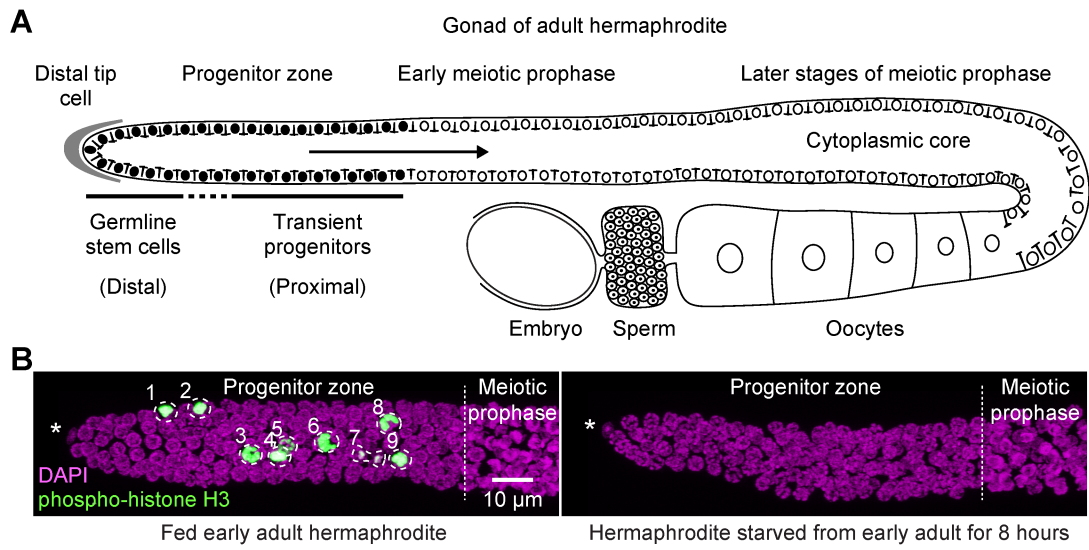 A
Gonad of adult hermaphrodite
Distal tip
cell
Progenitor zone
Early meiotic prophase
Later stages of meiotic prophase
Cytoplasmic core
Germline
stem cells
(Distal)
Transient
progenitors
(Proximal)
Embryo
Sperm
Oocytes
B
Progenitor zone
Meiotic
prophase
1
2
3
4
5
6
7
8
9
*
DAPI
phospho-histone H3
10 µm
Fed early adult hermaphrodite
Progenitor zone
Meiotic
prophase
*
Hermaphrodite starved from early adult for 8 hours